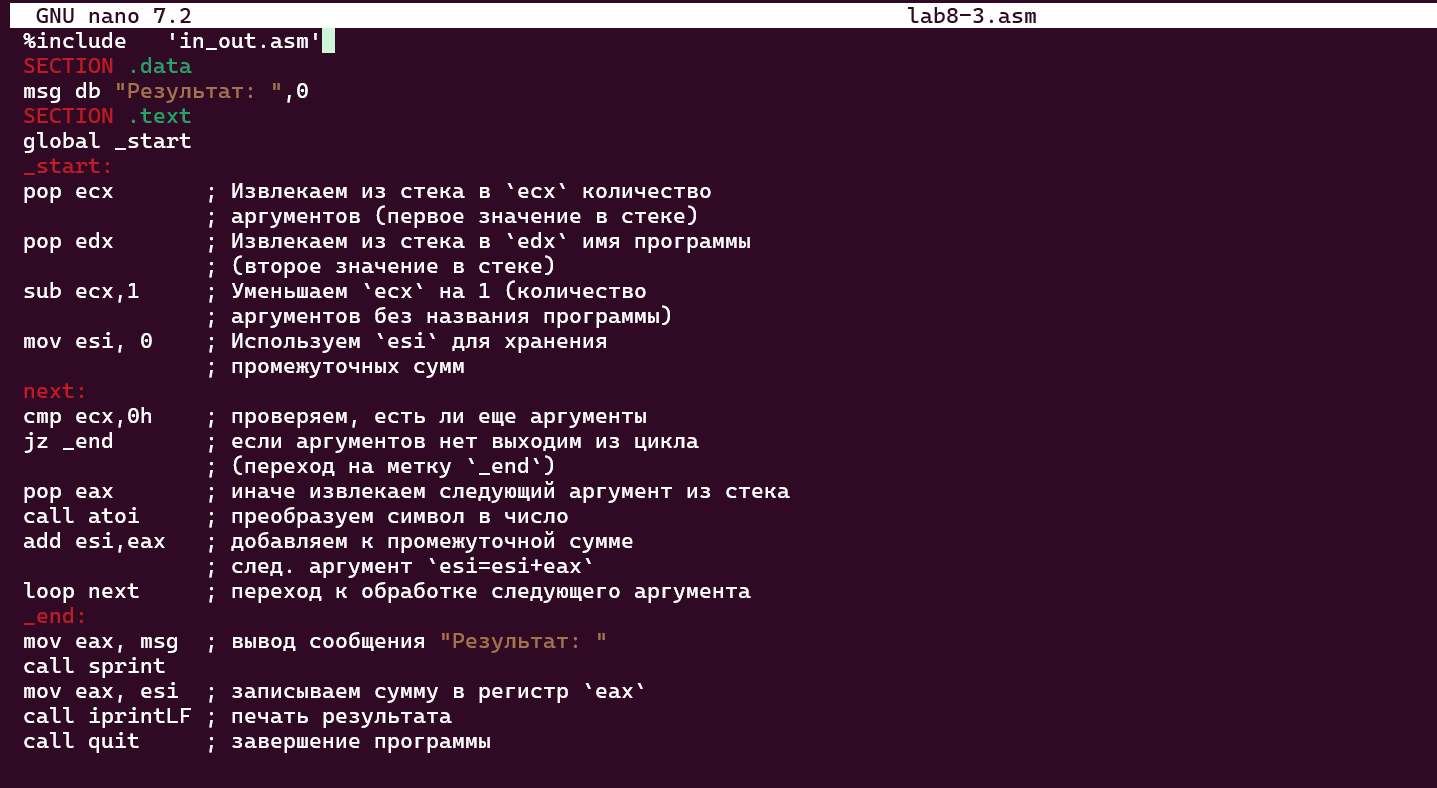 GNU nano 7.2 lab8-3.asm
%include   'in_out.asm'
SECTION .data
msg db "Результат: ",0
SECTION .text
global _start
_start:
pop ecx       ; Извлекаем из стека в `ecx` количество
              ; аргументов (первое значение в стеке)
pop edx       ; Извлекаем из стека в `edx` имя программы
              ; (второе значение в стеке)
sub ecx,1     ; Уменьшаем `ecx` на 1 (количество
              ; аргументов без названия программы)
mov esi, 0    ; Используем `esi` для хранения
              ; промежуточных сумм
next:
cmp ecx,0h    ; проверяем, есть ли еще аргументы
jz _end       ; если аргументов нет выходим из цикла
              ; (переход на метку `_end`)
pop eax       ; иначе извлекаем следующий аргумент из стека
call atoi     ; преобразуем символ в число
add esi,eax   ; добавляем к промежуточной сумме
              ; след. аргумент `esi=esi+eax`
loop next     ; переход к обработке следующего аргумента
_end:
mov eax, msg  ; вывод сообщения "Результат: "
call sprint
mov eax, esi  ; записываем сумму в регистр `eax`
call iprintLF ; печать результата
call quit     ; завершение программы